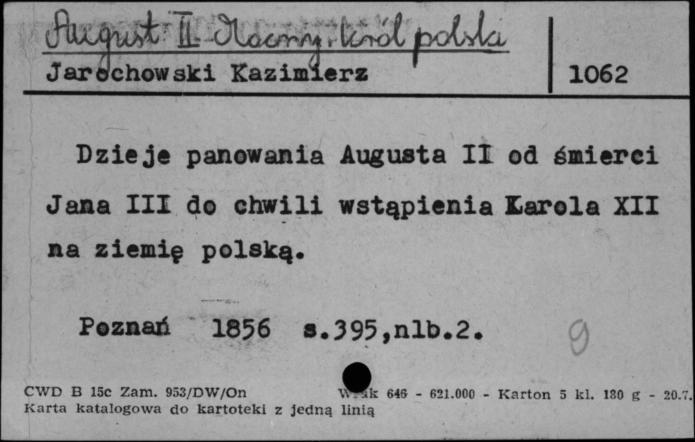 August II Mocny, król polski
Jarochowski Kazimierz
1062
Dzieje panowania Augusta II od śmierci
Jana III do chwili wstąpienia Karola XII
na ziemię polską.
Poznań 1856 s.395,nlb.2.
9
CWD B 15c Zam. 953/DW/On
646 - 621.000 - Karton 5 kl. 180 g - 20.7.
Karta katalogowa do kartoteki z jedną linią